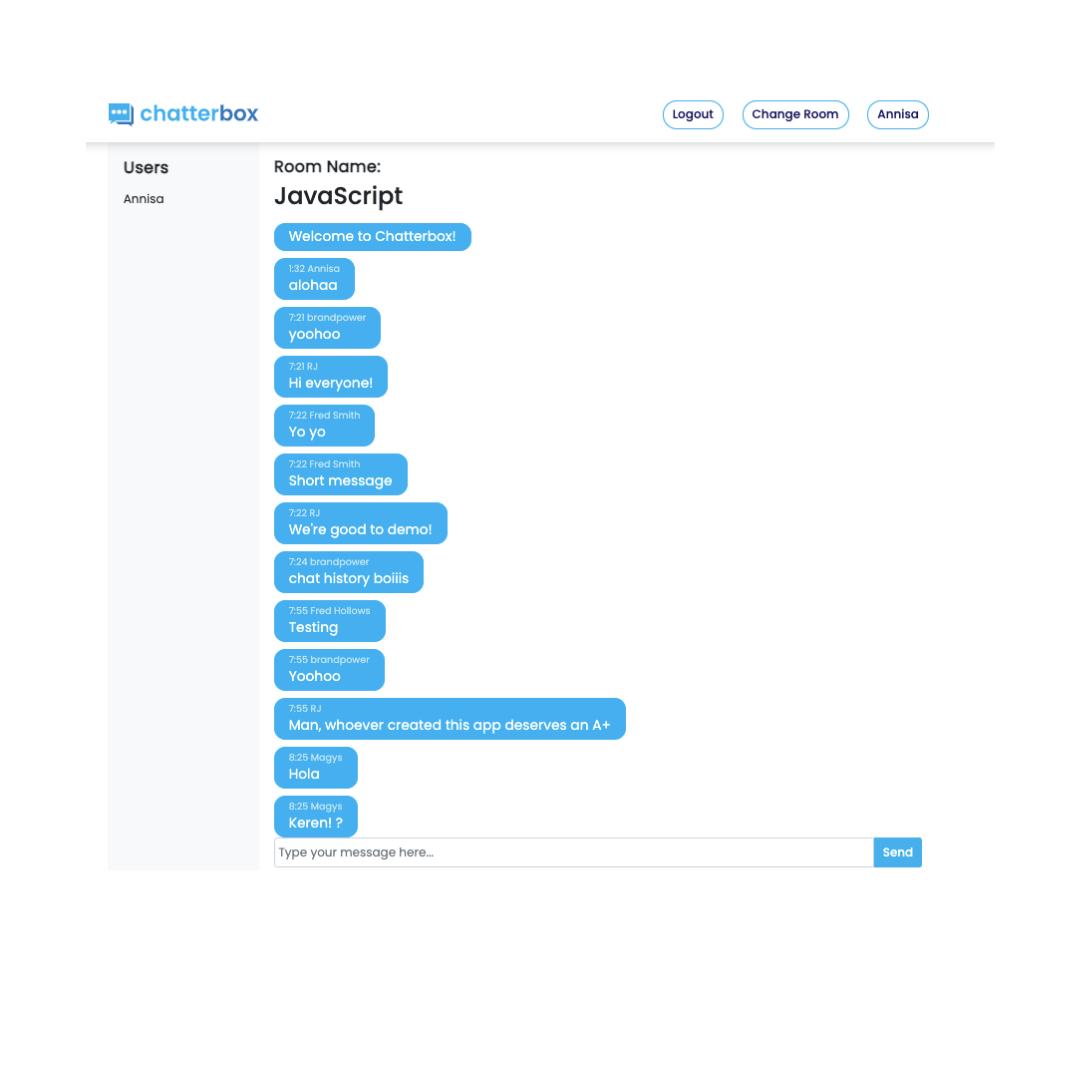 chatterbox
Logout
Change Room
Annisa
Users
Annisa
Room Name:
JavaScript
Welcome to Chatterbox!
1:32 Annisa
alohaa
7:21 brandpower
yoohoo
7:21 RJ
Hi everyone!
7:22 Fred Smith
Yo yo
7:22 Fred Smith
Short message
7:22 RJ
We're good to demo!
7:24 brandpower
chat history boiiis
7:55 Fred Hollows
Testing
7:55 brandpower
Yoohoo
7:55 RJ
Man, whoever created this app deserves an A+
8:25 Magys
Hola
8:25 Magys
Keren! ?
Type your message here...
Send